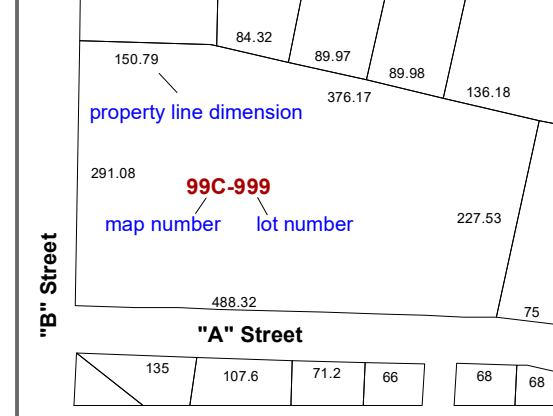 84.32
150.79
89.97
89.98
136.18
376.17
property line dimension
291.08
99C-999
map number
lot number
227.53
"B" Street
488.32
75
"A" Street
135
107.6
71.2
66
68
68